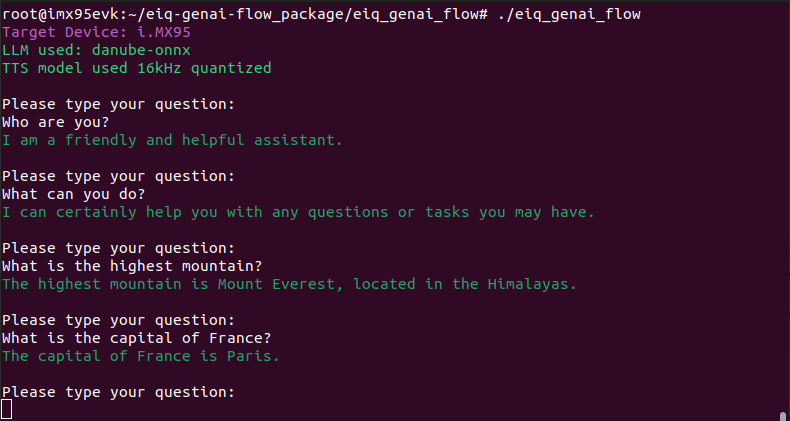 root@imx95evk:~/eiq-genai-flow_package/eiq_genai_flow# ./eiq_genai_flow
Target Device: i.MX95
LLM used: danube-onnx
TTS model used 16kHz quantized
Please type your question:
Who are you?
I am a friendly and helpful assistant.
Please type your question:
What can you do?
I can certainly help you with any questions or tasks you may have.
Please type your question:
What is the highest mountain?
The highest mountain is Mount Everest, located in the Himalayas.
Please type your question:
What is the capital of France?
The capital of France is Paris.
Please type your question: